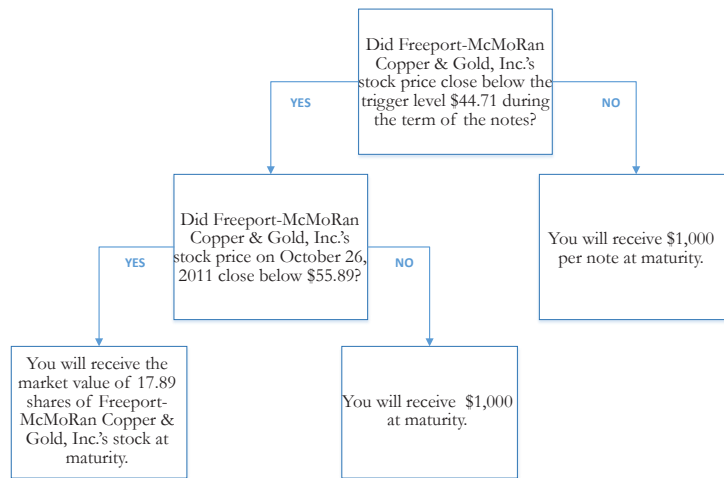 Did Freeport-McMoRan
Copper & Gold, Inc.'s
stock price close below the
trigger level $44.71 during
the term of the notes?
YES
NO
Did Freeport-McMoRan
Copper & Gold, Inc.'s
stock price on October 26,
2011 close below $55.89?
You will receive $1,000
per note at maturity.
YES
NO
You will receive the
market value of 17.89
shares of Freeport-
McMoRan Copper &
Gold, Inc.'s stock at
maturity.
You will receive $1,000
at maturity.